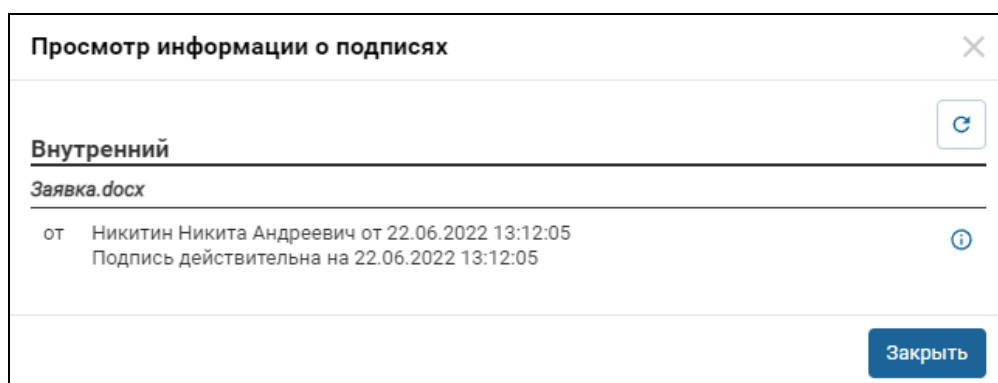 Просмотр информации о подписях
Внутренний
Заявка.docx
от Никитин Никита Андреевич от 22.06.2022 13:12:05
Подпись действительна на 22.06.2022 13:12:05
Закрыть